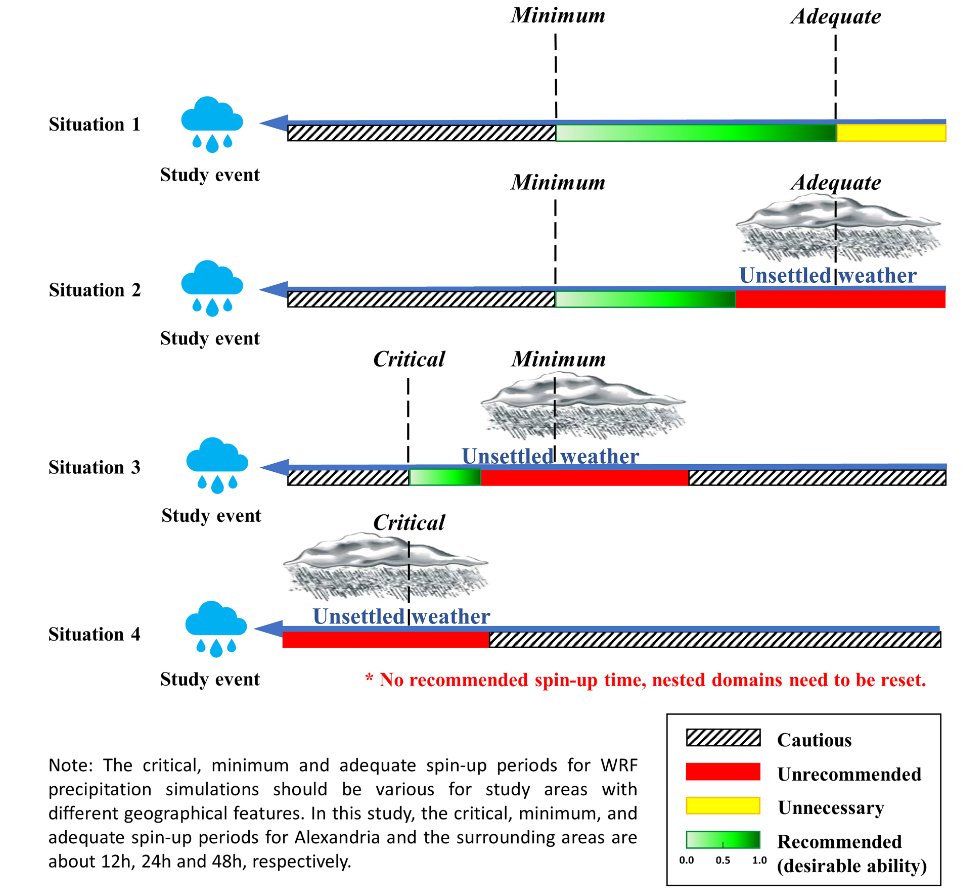 Minimum Adequate
Situation 1
Study event
Minimum Adequate
Unsettled weather
Situation 2
Study event
Critical Minimum
Unsettled weather
Situation 3
Study event
Critical
Unsettled weather
Situation 4
Study event
* No recommended spin-up time, nested domains need to be reset.
Note: The critical, minimum and adequate spin-up periods for WRF
precipitation simulations should be various for study areas with
different geographical features. In this study, the critical, minimum, and
adequate spin-up periods for Alexandria and the surrounding areas are
about 12h, 24h and 48h, respectively.
Cautious
Unrecommended
Unnecessary
Recommended
(desirable ability)
0.0 1.0